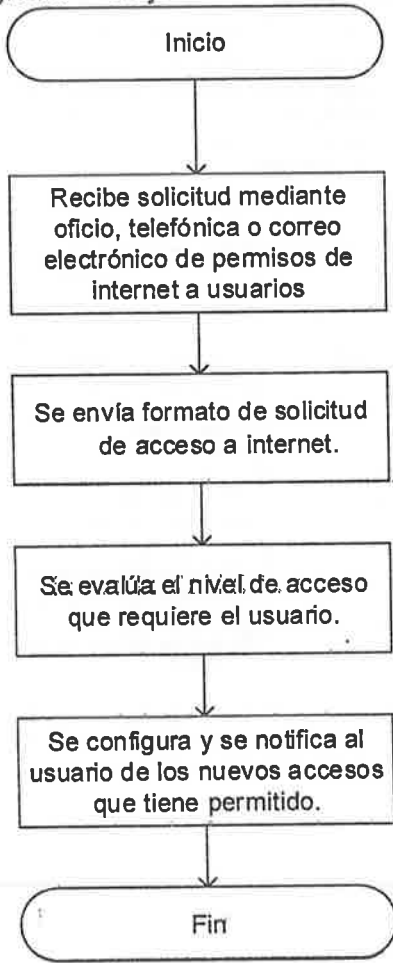 Inicio
Recibe solicitud mediante
oficio, telefónica o correo
electrónico de permisos de
internet a usuarios
Se envía formato de solicitud
de acceso a internet.
Se evalúa el nivel de acceso
que requiere el usuario.
Se configura y se notifica al
usuario de los nuevos accesos
que tiene permitido.
Fin